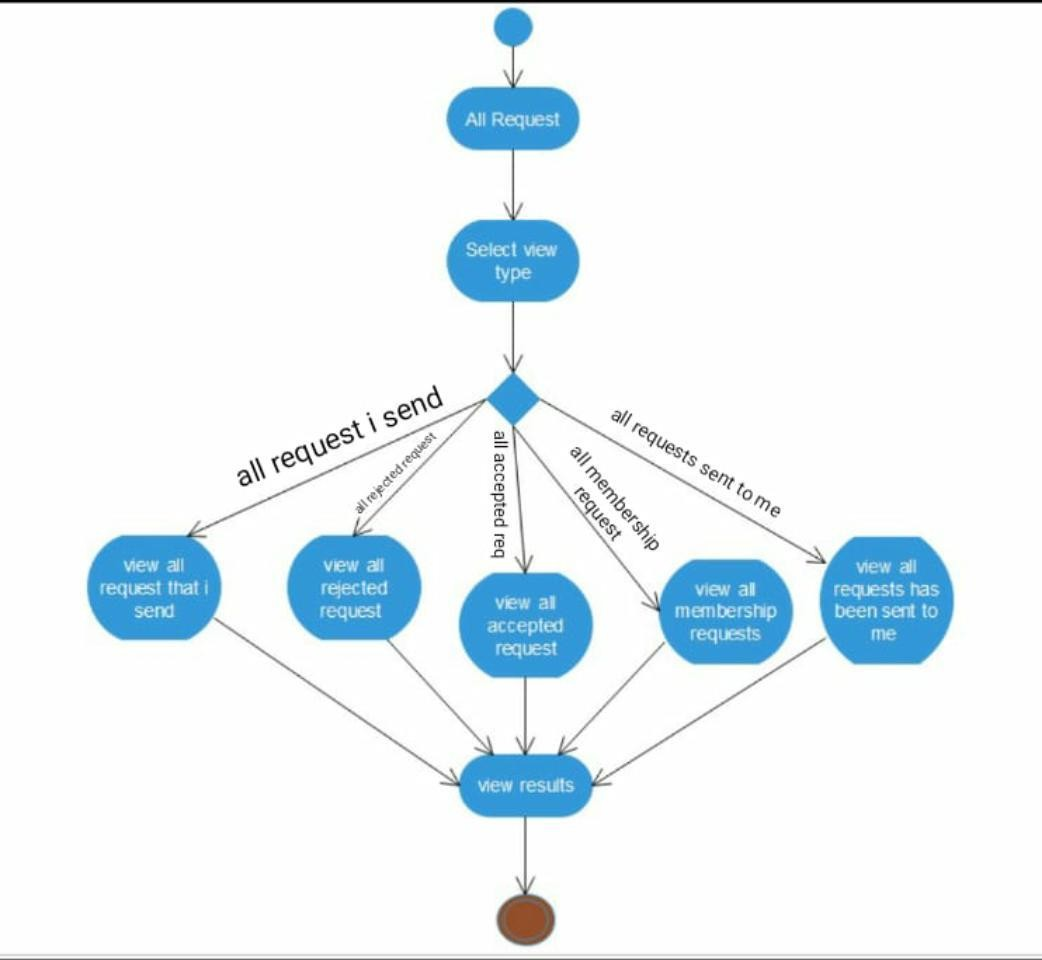 All Request
Select view
type
all request i send
all rejected request
all accepted req
all membership
request
all requests sent to me
view all
request that i
send
view all
rejected
request
view all
accepted
request
view all
membership
requests
view all
requests has
been sent to
me
view results